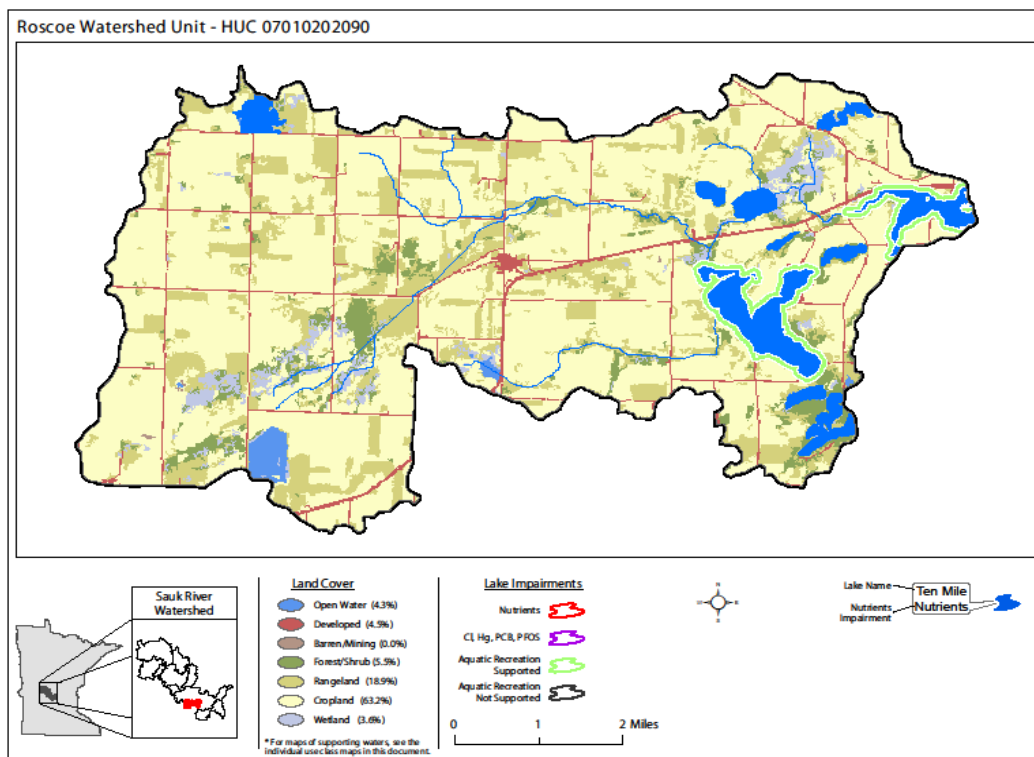 Roscoe Watershed Unit - HUC 07010202090
Sauk River
Watershed
Land Cover
Open Water (4.3%)
Developed (4.5%)
Barren/Mining (0.0%)
Forest/Shrub (5.5%)
Rangeland (18.9%)
Cropland (63.2%)
Wetland (3.6%)
* For maps of supporting waters, see the
individual use class maps in this document.
Lake Impairments
Nutrients
Cl, Hg, PCB, PFOS
Aquatic Recreation
Supported
Aquatic Recreation
Not Supported
0 1 2 Miles
N
W E
S
Lake Name
Ten Mile
Nutrients
Nutrients
Impairment